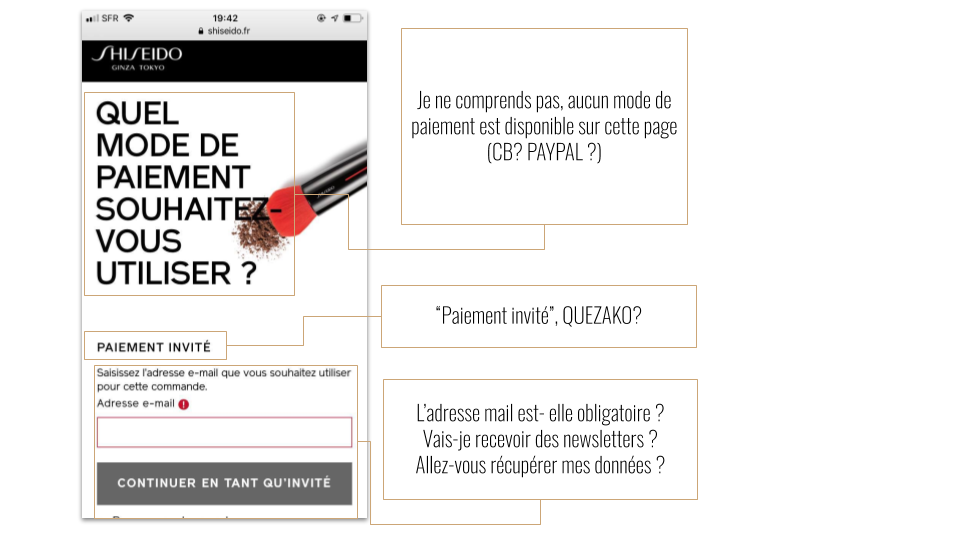 SFR 19:42
shiseido.fr
SHISEIDO
GINZA TOKYO
QUEL
MODE DE
PAIEMENT
SOUHAITEZ-
VOUS
UTILISER ?
Je ne comprends pas, aucun mode de
paiement est disponible sur cette page
(CB? PAYPAL ?)
PAIEMENT INVITÉ
“Paiement invité”, QUEZAKO?
Saisissez l'adresse e-mail que vous souhaitez utiliser
pour cette commande.
Adresse e-mail !
CONTINUER EN TANT QU'INVITÉ
L’adresse mail est- elle obligatoire ?
Vais-je recevoir des newsletters ?
Allez-vous récupérer mes données ?